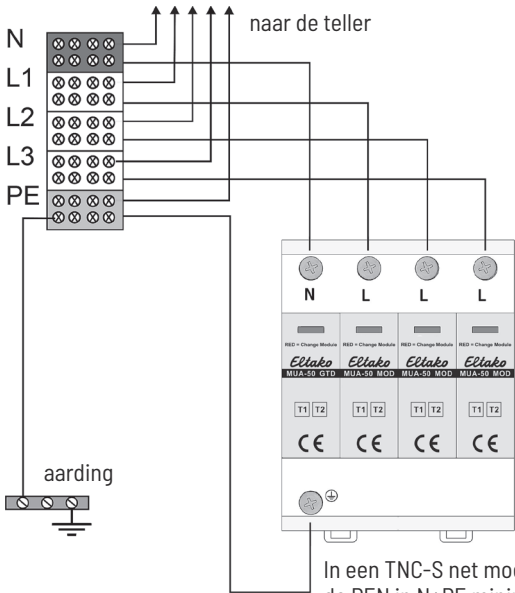 naar de teller
N
L1
L2
L3
PE
N L L L
RED = Change Module RED = Change Module RED = Change Module RED = Change Module
Eltako Eltako Eltako Eltako
MUA-50 GTD MUA-50 MOD MUA-50 MOD MUA-50 MOD
T1 T2 T1 T2 T1 T2 T1 T2
CE CE CE CE
aarding
In een TNC-S net